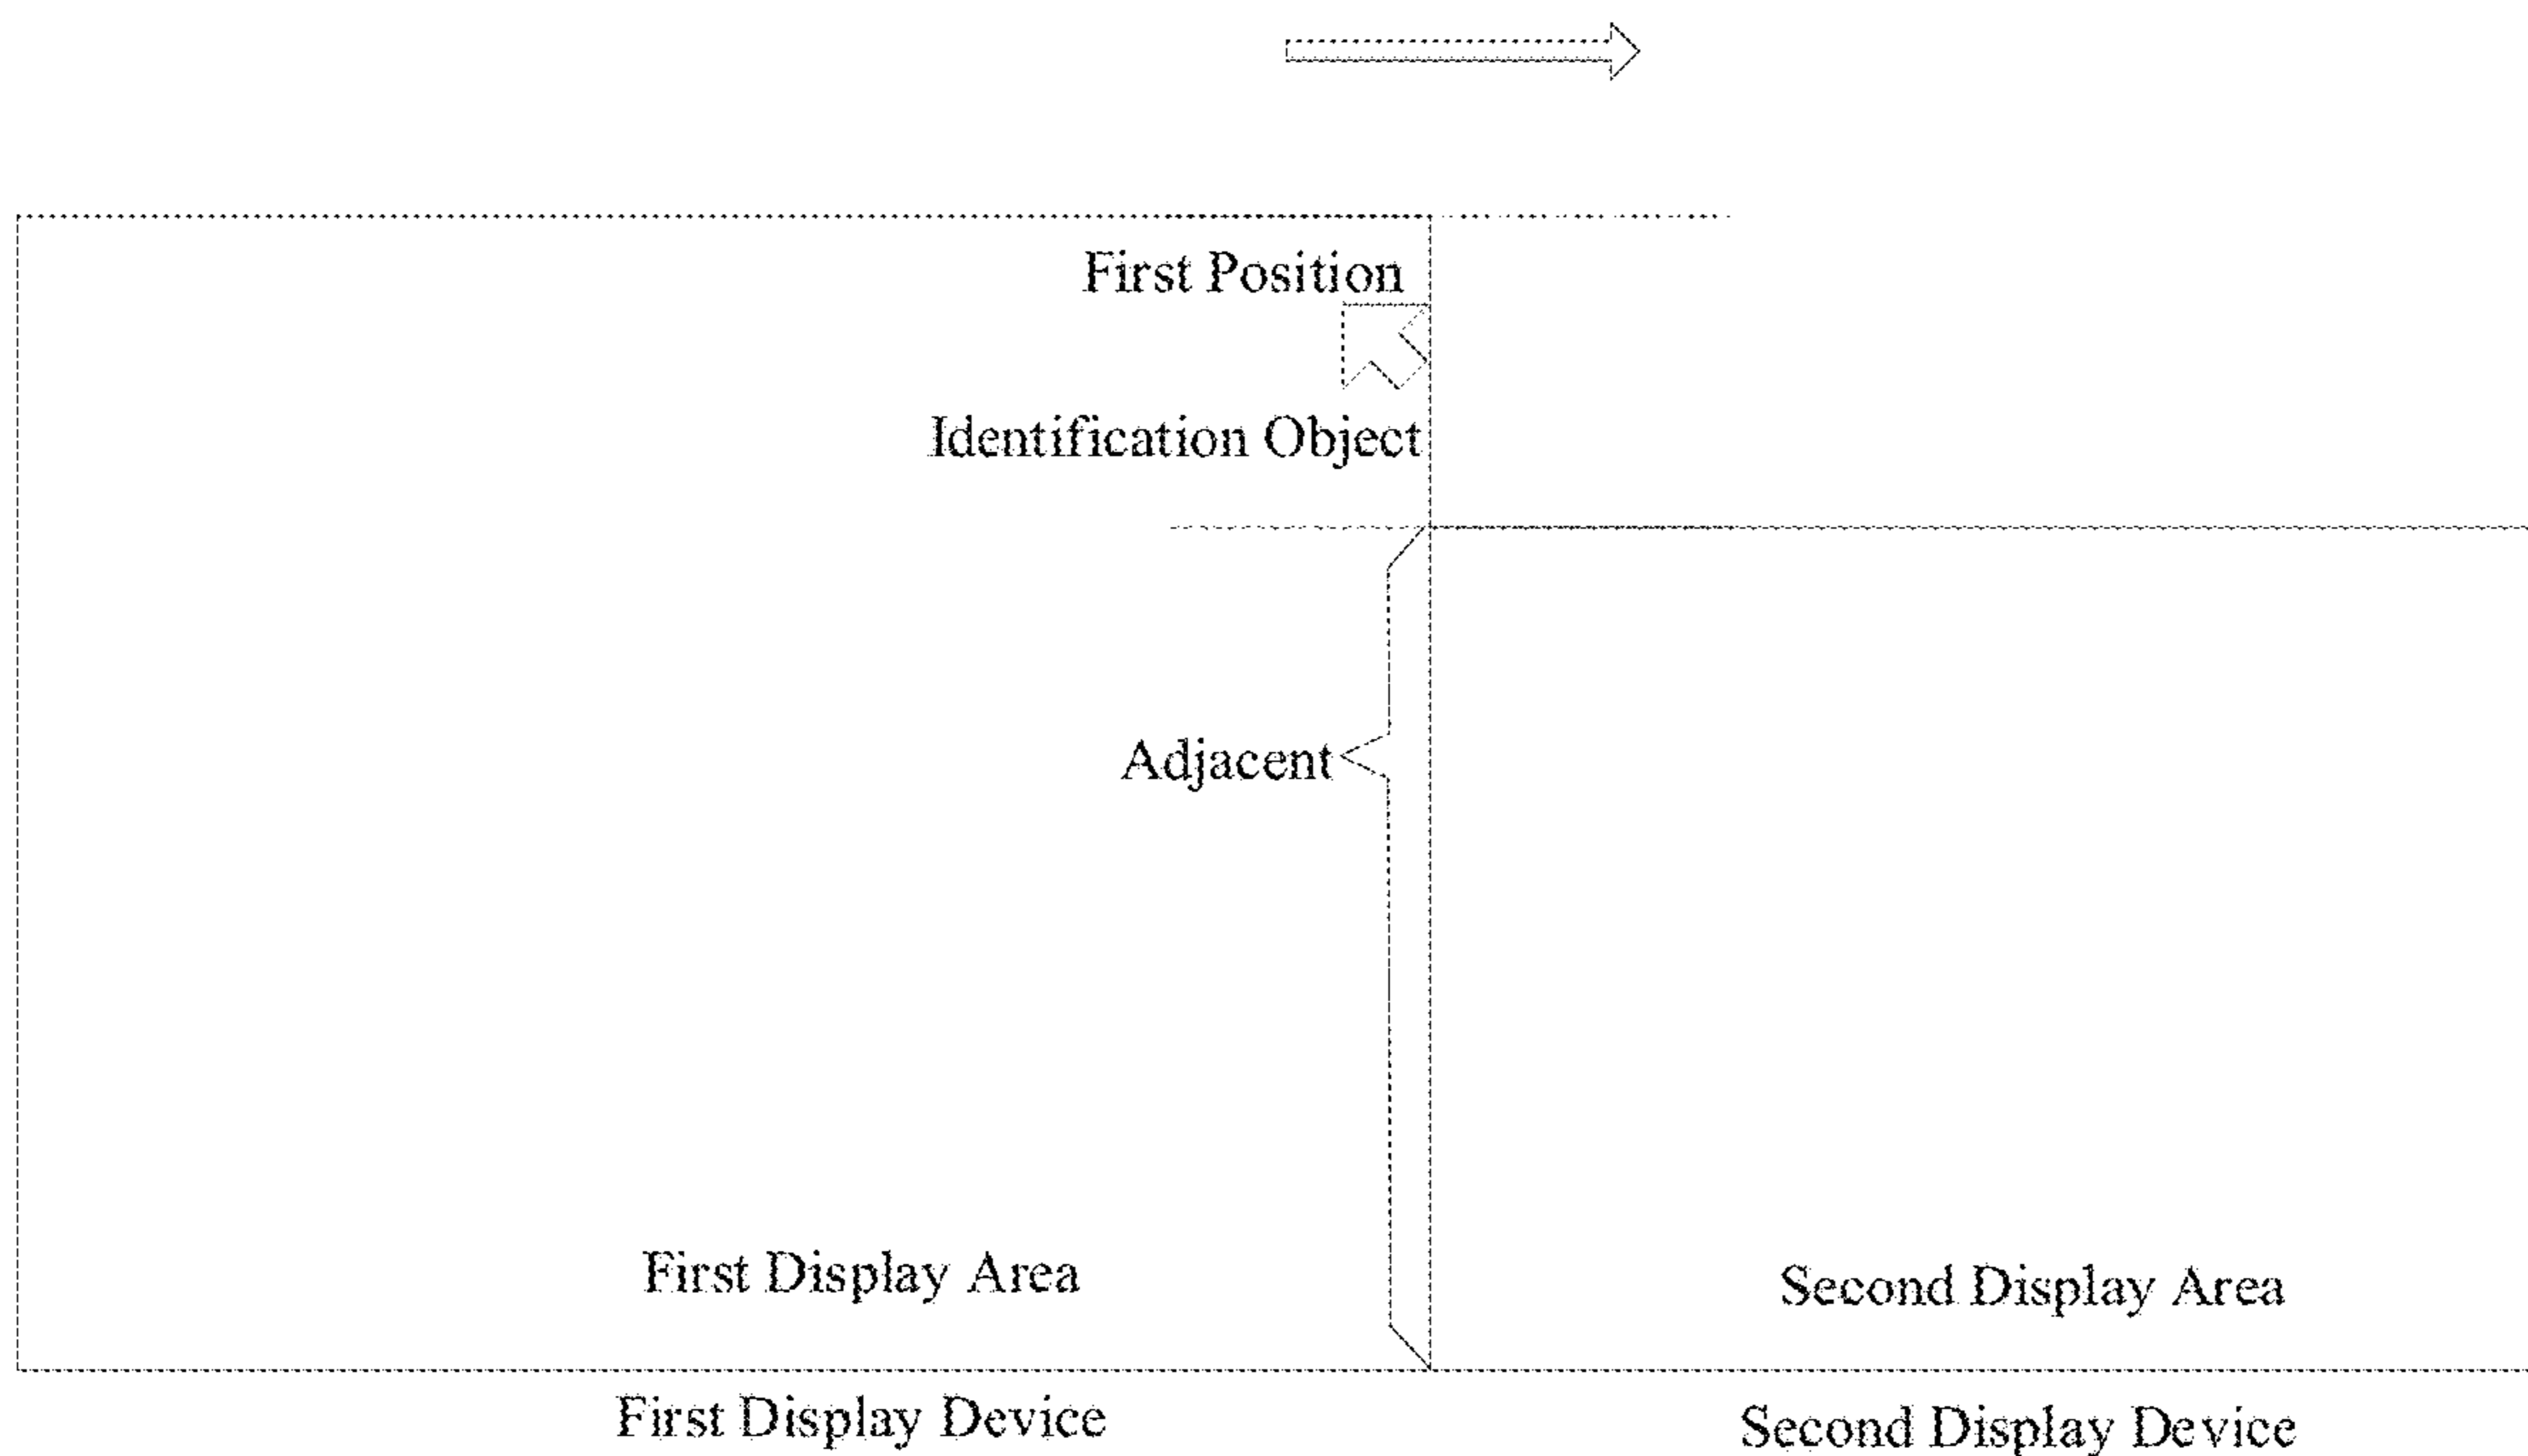 First Position
Identification Object
Adjacent
First Display Area
Second Display Area
First Display Device
Second Display Device